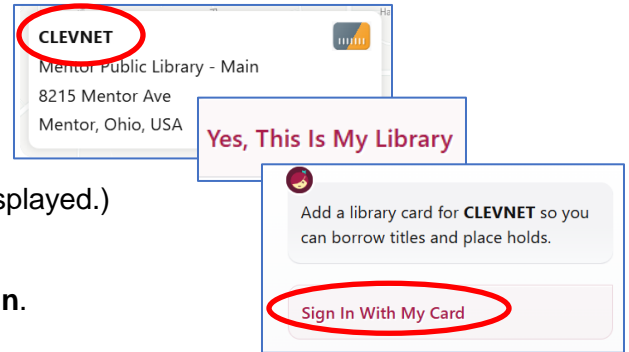 CLEVNET
Mentor Public Library - Main
8215 Mentor Ave
Mentor, Ohio, USA
Yes, This Is My Library
splayed.)
Add a library card for CLEVNET so you
can borrow titles and place holds.
n.
Sign In With My Card